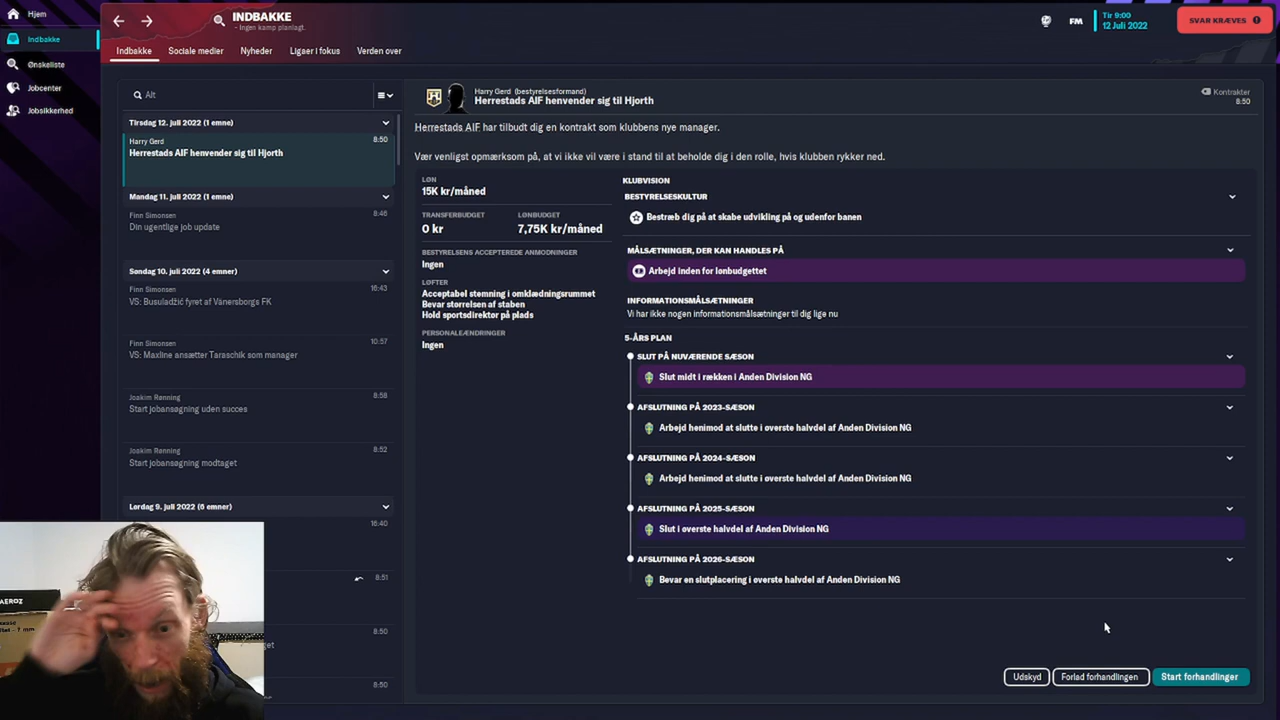 Hjem
Indbakke
Ønskeliste
Jobcenter
Jobsikkerhed
INDBAKKE
- Ingen kamp planlagt.
FM
Tir 9:00
12 Juli 2022
SVAR KRÆVES
Indbakke
Sociale medier
Nyheder
Ligaer i fokus
Verden over
Alt
Tirsdag 12. juli 2022 (1 emne)
Harry Gerd
8:50
Herrestads AIF henvender sig til Hjorth
Mandag 11. juli 2022 (1 emne)
Finn Simonsen
8:46
Din ugentlige job update
Søndag 10. juli 2022 (4 emner)
Finn Simonsen
16:43
VS: Busuladžić fyret af Vänersborgs FK
Finn Simonsen
10:57
VS: Maxline ansætter Taraschik som manager
Joakim Rønning
8:58
Start jobansøgning uden succes
Joakim Rønning
8:52
Start jobansøgning modtaget
Lørdag 9. juli 2022 (6 emner)
16:40
8:51
8:50
8:50
Harry Gerd (bestyrelsesformand)
Herrestads AIF henvender sig til Hjorth
Kontrakter
8:50
Herrestads AIF har tilbudt dig en kontrakt som klubbens nye manager.
Vær venligst opmærksom på, at vi ikke vil være i stand til at beholde dig i den rolle, hvis klubben rykker ned.
LØN
15K kr/måned
TRANSFERBUDGET
LØNBUDGET
0 kr
7,75K kr/måned
BESTYRELSENS ACCEPTEREDE ANMODNINGER
Ingen
LØFTER
Acceptabel stemning i omklædningsrummet
Bevar størrelsen af staben
Hold sportsdirektor på plads
PERSONALEÆNDRINGER
Ingen
KLUBVISION
BESTYRELSESKULTUR
Bestræb dig på at skabe udvikling på og udenfor banen
MÅLSÆTNINGER, DER KAN HANDLES PÅ
Arbejd inden for lønbudgettet
INFORMATIONSMÅLSÆTNINGER
Vi har ikke nogen informationsmålsætninger til dig lige nu
5-ÅRS PLAN
SLUT PÅ NUVÆRENDE SÆSON
Slut midt i rækken i Anden Division NG
AFSLUTNING PÅ 2023-SÆSON
Arbejd henimod at slutte i øverste halvdel af Anden Division NG
AFSLUTNING PÅ 2024-SÆSON
Arbejd henimod at slutte i øverste halvdel af Anden Division NG
AFSLUTNING PÅ 2025-SÆSON
Slut i øverste halvdel af Anden Division NG
AFSLUTNING PÅ 2026-SÆSON
Bevar en slutplacering i øverste halvdel af Anden Division NG
Udskyd
Forlad forhandlingen
Start forhandlinger